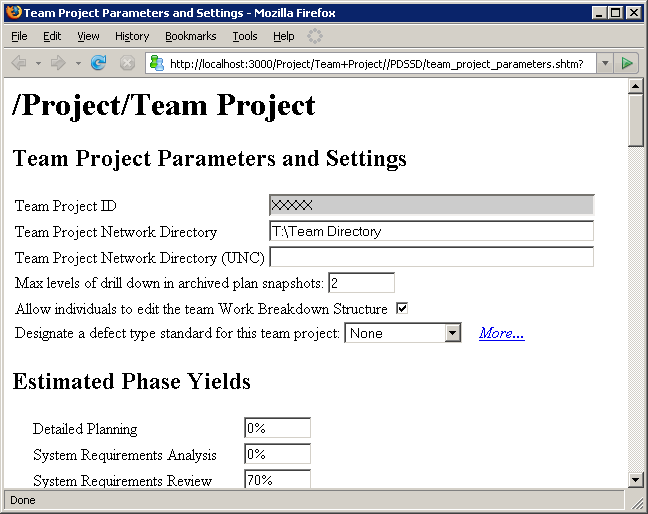 Team Project Parameters and Settings - Mozilla Firefox
File Edit View History Bookmarks Tools Help
http://localhost:3000/Project/Team+Project//PDSSD/team_project_parameters.shtm?
/Project/Team Project
Team Project Parameters and Settings
Team Project ID XXXXX
Team Project Network Directory T:\Team Directory
Team Project Network Directory (UNC)
Max levels of drill down in archived plan snapshots: 2
Allow individuals to edit the team Work Breakdown Structure
Designate a defect type standard for this team project: None More...
Estimated Phase Yields
Detailed Planning 0%
System Requirements Analysis 0%
System Requirements Review 70%
Done